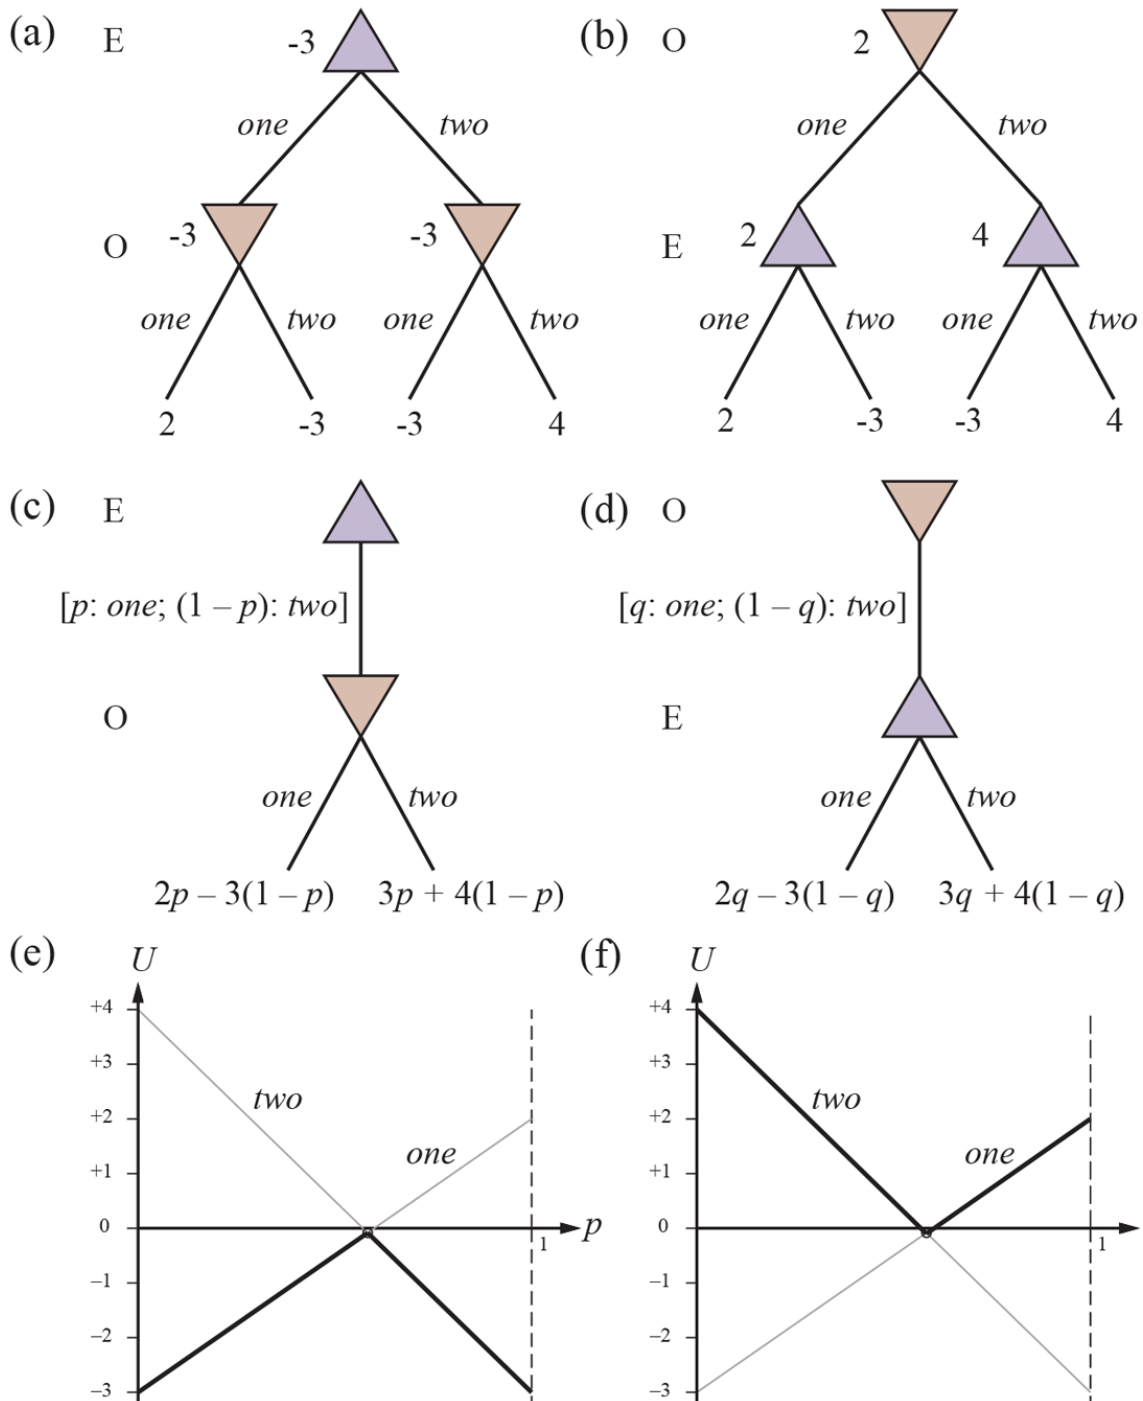 (a) E -3
one two
O -3 -3
one two one two
2 -3 -3 4
(b) O 2
one two
E 2 4
one two one two
2 -3 -3 4
(c) E
[p: one; (1 – p): two]
O
one two
2p – 3(1 – p) 3p + 4(1 – p)
(d) O
[q: one; (1 – q): two]
E
one two
2q – 3(1 – q) 3q + 4(1 – q)
(e) U
+4
+3
two
+2
one
+1
0 p
1
–1
–2
–3
(f) U
+4
+3
two
+2
one
+1
0
1
–1
–2
–3